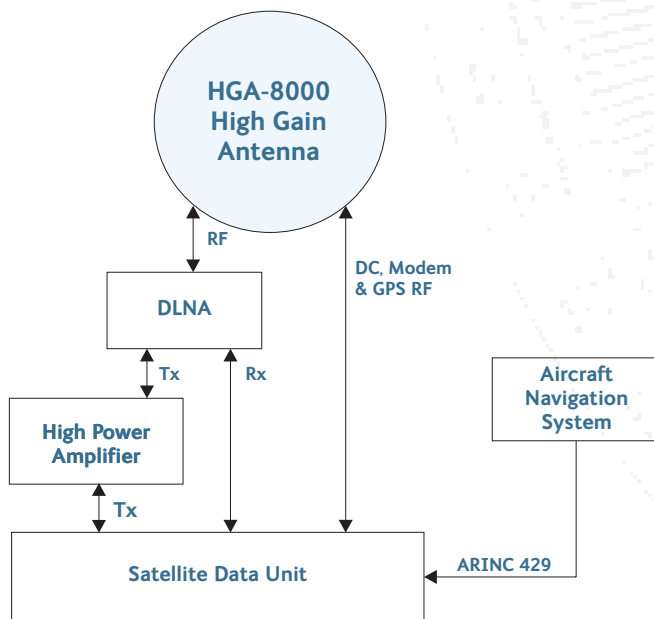 HGA-8000
High Gain
Antenna
RF
DC, Modem
& GPS RF
DLNA
Tx
Rx
Aircraft
Navigation
System
High Power
Amplifier
Tx
Satellite Data Unit
ARINC 429